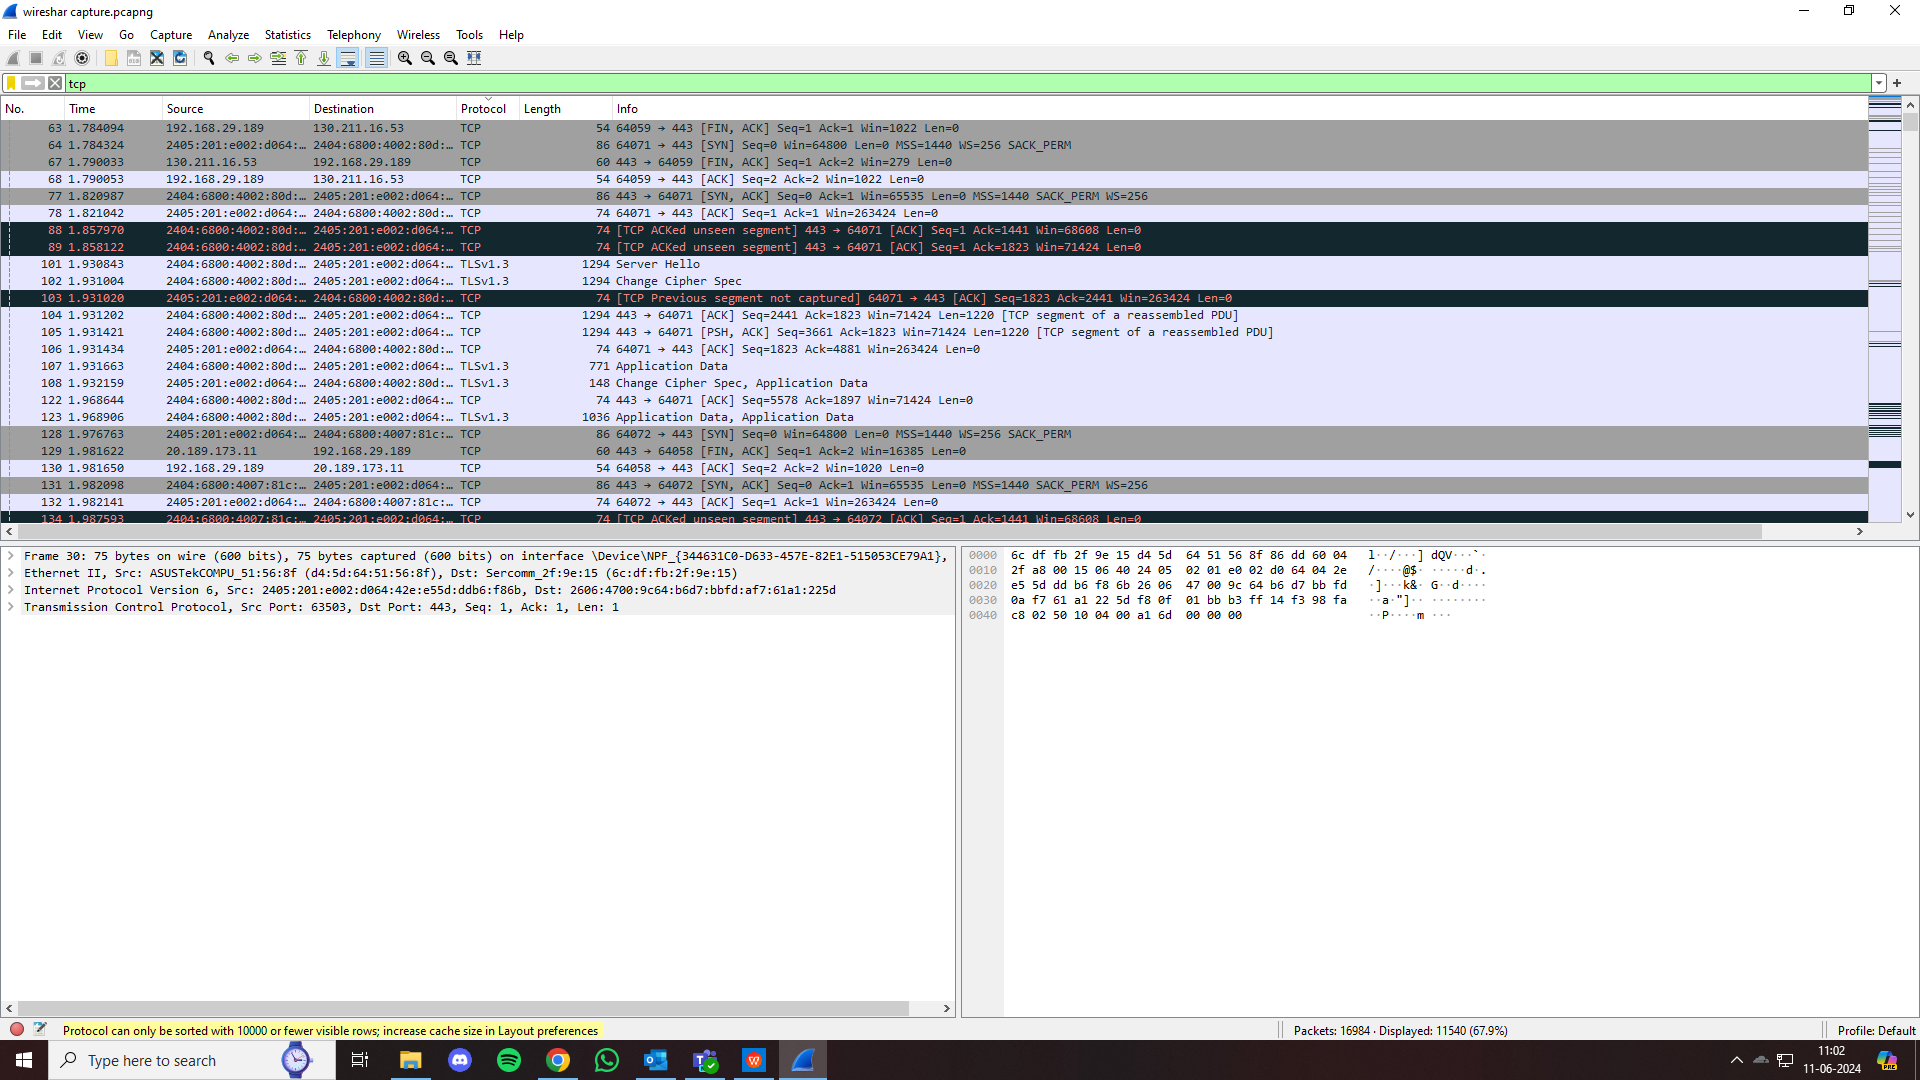 wireshar capture.pcapng
File Edit View Go Capture Analyze Statistics Telephony Wireless Tools Help
tcp
No. Time Source Destination Protocol Length Info
63 1.784094 192.168.29.189 130.211.16.53 TCP 54 64059 → 443 [FIN, ACK] Seq=1 Ack=1 Win=1022 Len=0
64 1.784324 2405:201:e002:d064:… 2404:6800:4002:80d:… TCP 86 64071 → 443 [SYN] Seq=0 Win=64800 Len=0 MSS=1440 WS=256 SACK_PERM
67 1.790033 130.211.16.53 192.168.29.189 TCP 60 443 → 64059 [FIN, ACK] Seq=1 Ack=2 Win=279 Len=0
68 1.790053 192.168.29.189 130.211.16.53 TCP 54 64059 → 443 [ACK] Seq=2 Ack=2 Win=1022 Len=0
77 1.820987 2404:6800:4002:80d:… 2405:201:e002:d064:… TCP 86 443 → 64071 [SYN, ACK] Seq=0 Ack=1 Win=65535 Len=0 MSS=1440 SACK_PERM WS=256
78 1.821042 2405:201:e002:d064:… 2404:6800:4002:80d:… TCP 74 64071 → 443 [ACK] Seq=1 Ack=1 Win=263424 Len=0
88 1.857970 2404:6800:4002:80d:… 2405:201:e002:d064:… TCP 74 [TCP ACKed unseen segment] 443 → 64071 [ACK] Seq=1 Ack=1441 Win=68608 Len=0
89 1.858122 2404:6800:4002:80d:… 2405:201:e002:d064:… TCP 74 [TCP ACKed unseen segment] 443 → 64071 [ACK] Seq=1 Ack=1823 Win=71424 Len=0
101 1.930843 2404:6800:4002:80d:… 2405:201:e002:d064:… TLSv1.3 1294 Server Hello
102 1.931004 2404:6800:4002:80d:… 2405:201:e002:d064:… TLSv1.3 1294 Change Cipher Spec
103 1.931020 2405:201:e002:d064:… 2404:6800:4002:80d:… TCP 74 [TCP Previous segment not captured] 64071 → 443 [ACK] Seq=1823 Ack=2441 Win=263424 Len=0
104 1.931202 2404:6800:4002:80d:… 2405:201:e002:d064:… TCP 1294 443 → 64071 [ACK] Seq=2441 Ack=1823 Win=71424 Len=1220 [TCP segment of a reassembled PDU]
105 1.931421 2404:6800:4002:80d:… 2405:201:e002:d064:… TCP 1294 443 → 64071 [PSH, ACK] Seq=3661 Ack=1823 Win=71424 Len=1220 [TCP segment of a reassembled PDU]
106 1.931434 2405:201:e002:d064:… 2404:6800:4002:80d:… TCP 74 64071 → 443 [ACK] Seq=1823 Ack=4881 Win=263424 Len=0
107 1.931663 2404:6800:4002:80d:… 2405:201:e002:d064:… TLSv1.3 771 Application Data
108 1.932159 2405:201:e002:d064:… 2404:6800:4002:80d:… TLSv1.3 148 Change Cipher Spec, Application Data
122 1.968644 2404:6800:4002:80d:… 2405:201:e002:d064:… TCP 74 443 → 64071 [ACK] Seq=5578 Ack=1897 Win=71424 Len=0
123 1.968906 2404:6800:4002:80d:… 2405:201:e002:d064:… TLSv1.3 1036 Application Data, Application Data
128 1.976763 2405:201:e002:d064:… 2404:6800:4007:81c:… TCP 86 64072 → 443 [SYN] Seq=0 Win=64800 Len=0 MSS=1440 WS=256 SACK_PERM
129 1.981622 20.189.173.11 192.168.29.189 TCP 60 443 → 64058 [FIN, ACK] Seq=1 Ack=2 Win=16385 Len=0
130 1.981650 192.168.29.189 20.189.173.11 TCP 54 64058 → 443 [ACK] Seq=2 Ack=2 Win=1020 Len=0
131 1.982098 2404:6800:4007:81c:… 2405:201:e002:d064:… TCP 86 443 → 64072 [SYN, ACK] Seq=0 Ack=1 Win=65535 Len=0 MSS=1440 SACK_PERM WS=256
132 1.982141 2405:201:e002:d064:… 2404:6800:4007:81c:… TCP 74 64072 → 443 [ACK] Seq=1 Ack=1 Win=263424 Len=0
134 1.987593 2404:6800:4007:81c:… 2405:201:e002:d064:… TCP 74 [TCP ACKed unseen segment] 443 → 64072 [ACK] Seq=1 Ack=1441 Win=68608 Len=0
Frame 30: 75 bytes on wire (600 bits), 75 bytes captured (600 bits) on interface \Device\NPF_{344631C0-D633-457E-82E1-515053CE79A1},
Ethernet II, Src: ASUSTekCOMPU_51:56:8f (d4:5d:64:51:56:8f), Dst: Sercomm_2f:9e:15 (6c:df:fb:2f:9e:15)
Internet Protocol Version 6, Src: 2405:201:e002:d064:42e:e55d:ddb6:f86b, Dst: 2606:4700:9c64:b6d7:bbfd:af7:61a1:225d
Transmission Control Protocol, Src Port: 63503, Dst Port: 443, Seq: 1, Ack: 1, Len: 1
0000 6c df fb 2f 9e 15 d4 5d 64 51 56 8f 86 dd 60 04 l··/···] dQV···`·
0010 2f a8 00 15 06 40 24 05 02 01 e0 02 d0 64 04 2e /····@$· ·····d·.
0020 e5 5d dd b6 f8 6b 26 06 47 00 9c 64 b6 d7 bb fd ·]···k&· G··d····
0030 0a f7 61 a1 22 5d f8 0f 01 bb b3 ff 14 f3 98 fa ··a·"]·· ········
0040 c8 02 50 10 04 00 a1 6d 00 00 00 ··P····m ···
Protocol can only be sorted with 10000 or fewer visible rows; increase cache size in Layout preferences
Packets: 16984 · Displayed: 11540 (67.9%)
Profile: Default
Type here to search
11:02
11-06-2024